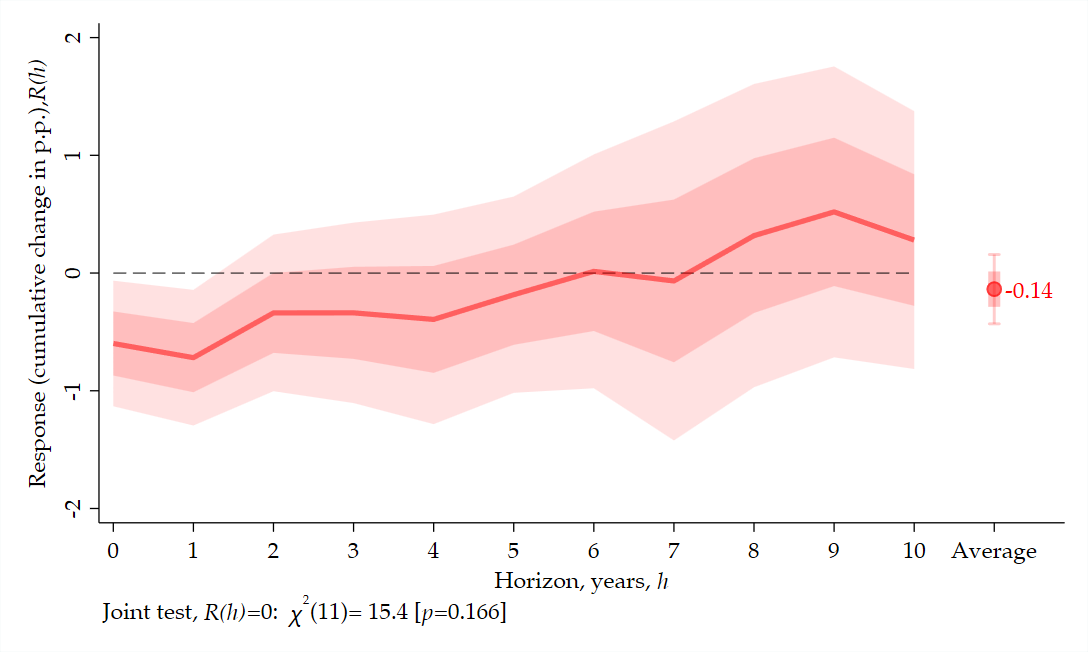 Response (cumulative change in p.p.),R(h)
2
1
0
-1
-2
-0.14
0 1 2 3 4 5 6 7 8 9 10 Average
Horizon, years, h
Joint test, R(h)=0: χ²(11)= 15.4 [p=0.166]